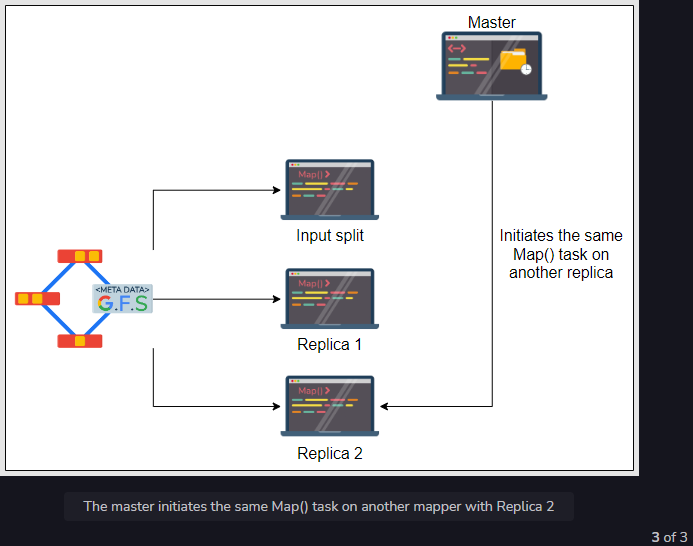 Master
<-->
Map()
Input split
Initiates the same
Map() task on
another replica
<META DATA>
G.F.S
Map()
Replica 1
Map()
Replica 2
The master initiates the same Map() task on another mapper with Replica 2
3 of 3